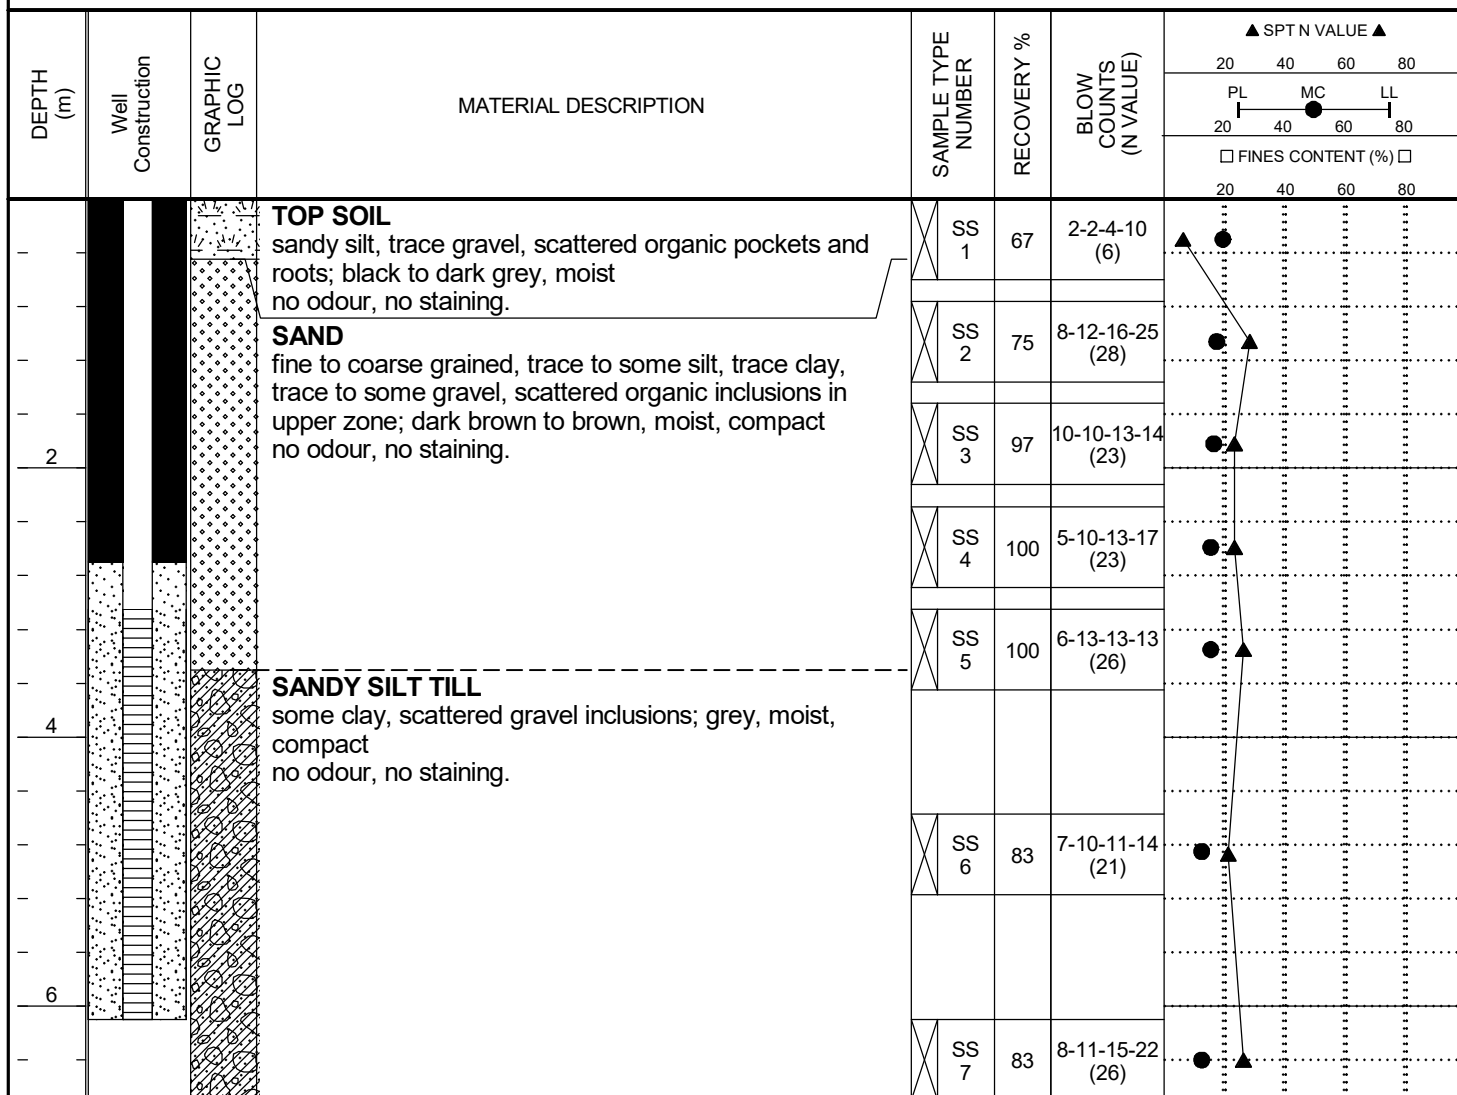 DEPTH
(m)
Well
Construction
GRAPHIC
LOG
MATERIAL DESCRIPTION
SAMPLE TYPE
NUMBER
RECOVERY %
BLOW
COUNTS
(N VALUE)
▲ SPT N VALUE ▲
20 40 60 80
PL MC LL
20 40 60 80
□ FINES CONTENT (%) □
20 40 60 80
TOP SOIL
sandy silt, trace gravel, scattered organic pockets and
roots; black to dark grey, moist
no odour, no staining.
SS
1
67
2-2-4-10
(6)
SAND
fine to coarse grained, trace to some silt, trace clay,
trace to some gravel, scattered organic inclusions in
upper zone; dark brown to brown, moist, compact
no odour, no staining.
SS
2
75
8-12-16-25
(28)
2
SS
3
97
10-10-13-14
(23)
SS
4
100
5-10-13-17
(23)
SS
5
100
6-13-13-13
(26)
SANDY SILT TILL
some clay, scattered gravel inclusions; grey, moist,
compact
no odour, no staining.
4
SS
6
83
7-10-11-14
(21)
6
SS
7
83
8-11-15-22
(26)